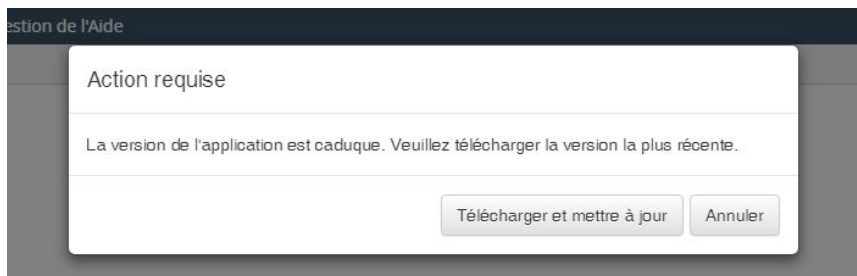 estion de l'Aide
Action requise
La version de l'application est caduque. Veuillez télécharger la version la plus récente.
Télécharger et mettre à jour Annuler